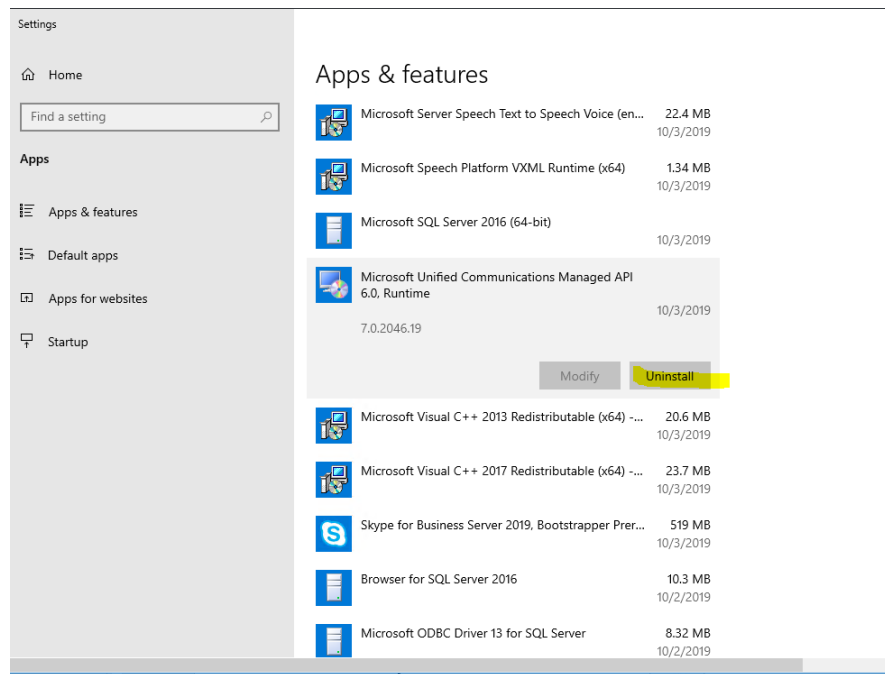 Settings
Home
Find a setting
Apps
Apps & features
Default apps
Apps for websites
Startup
Apps & features
Microsoft Server Speech Text to Speech Voice (en... 22.4 MB
10/3/2019
Microsoft Speech Platform VXML Runtime (x64) 1.34 MB
10/3/2019
Microsoft SQL Server 2016 (64-bit)
10/3/2019
Microsoft Unified Communications Managed API
6.0, Runtime
10/3/2019
7.0.2046.19
Modify Uninstall
Microsoft Visual C++ 2013 Redistributable (x64) -... 20.6 MB
10/3/2019
Microsoft Visual C++ 2017 Redistributable (x64) -... 23.7 MB
10/3/2019
Skype for Business Server 2019, Bootstrapper Prer... 519 MB
10/3/2019
Browser for SQL Server 2016 10.3 MB
10/2/2019
Microsoft ODBC Driver 13 for SQL Server 8.32 MB
10/2/2019